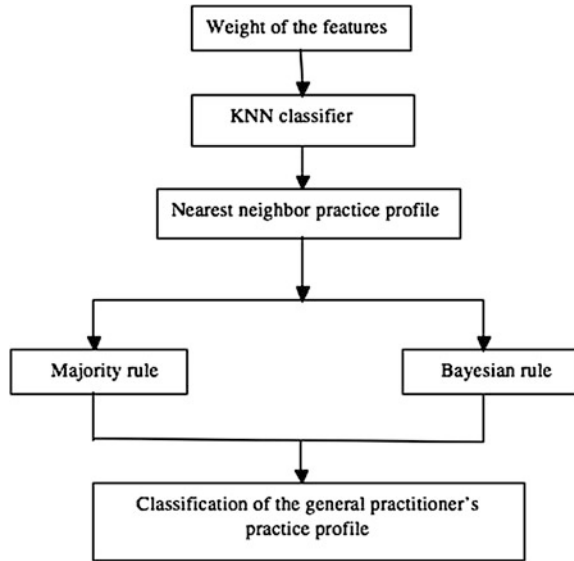 Weight of the features
KNN classifier
Nearest neighbor practice profile
Majority rule
Bayesian rule
Classification of the general practitioner's
practice profile